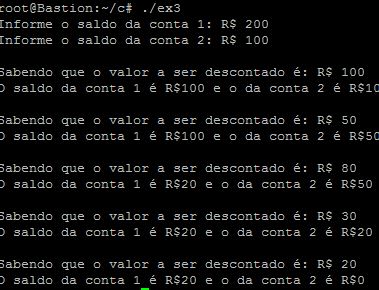 root@Bastion:~/c# ./ex3
Informe o saldo da conta 1: R$ 200
Informe o saldo da conta 2: R$ 100
Sabendo que o valor a ser descontado é: R$ 100
O saldo da conta 1 é R$100 e o da conta 2 é R$10
Sabendo que o valor a ser descontado é: R$ 50
O saldo da conta 1 é R$100 e o da conta 2 é R$50
Sabendo que o valor a ser descontado é: R$ 80
O saldo da conta 1 é R$20 e o da conta 2 é R$50
Sabendo que o valor a ser descontado é: R$ 30
O saldo da conta 1 é R$20 e o da conta 2 é R$20
Sabendo que o valor a ser descontado é: R$ 20
O saldo da conta 1 é R$20 e o da conta 2 é R$0